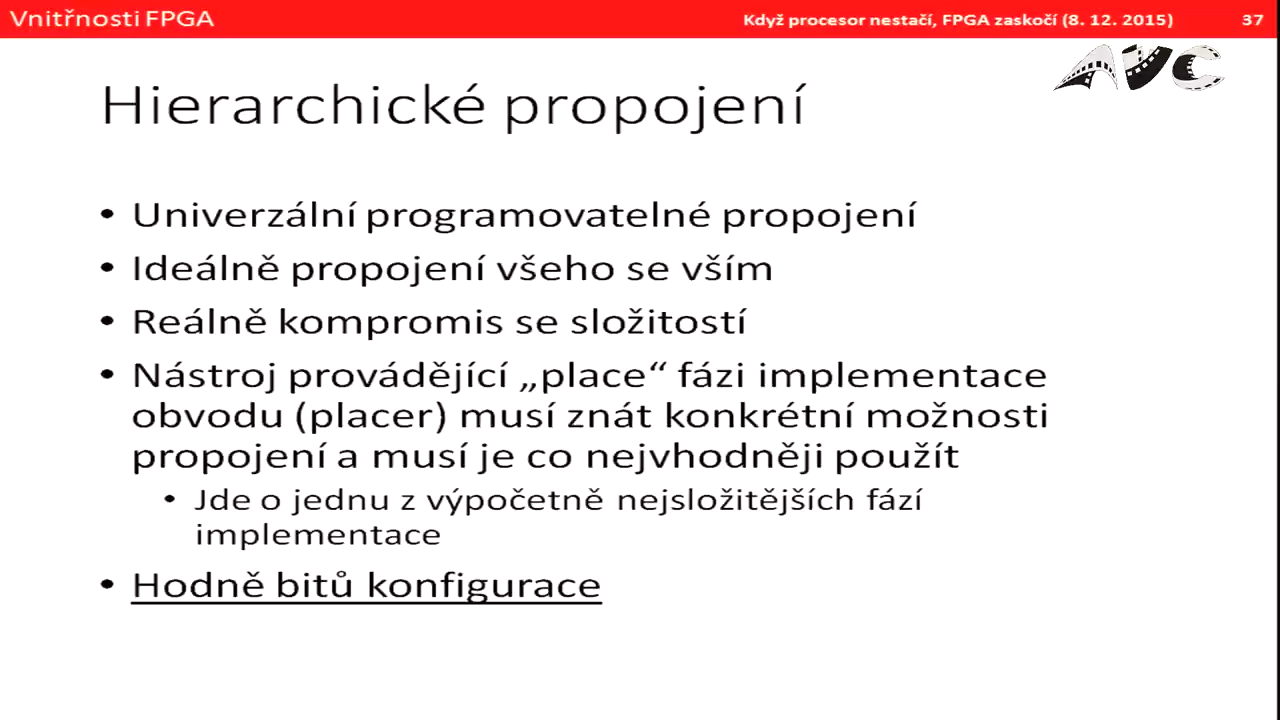 Vnitřnosti FPGA
Když procesor nestačí, FPGA zaskočí (8. 12. 2015)
37
AVC
Hierarchické propojení
• Univerzální programovatelné propojení
• Ideálně propojení všeho se vším
• Reálně kompromis se složitostí
• Nástroj provádějící „place“ fázi implementace
obvodu (placer) musí znát konkrétní možnosti
propojení a musí je co nejvhodněji použít
• Jde o jednu z výpočetně nejsložitějších fází
implementace
• Hodně bitů konfigurace